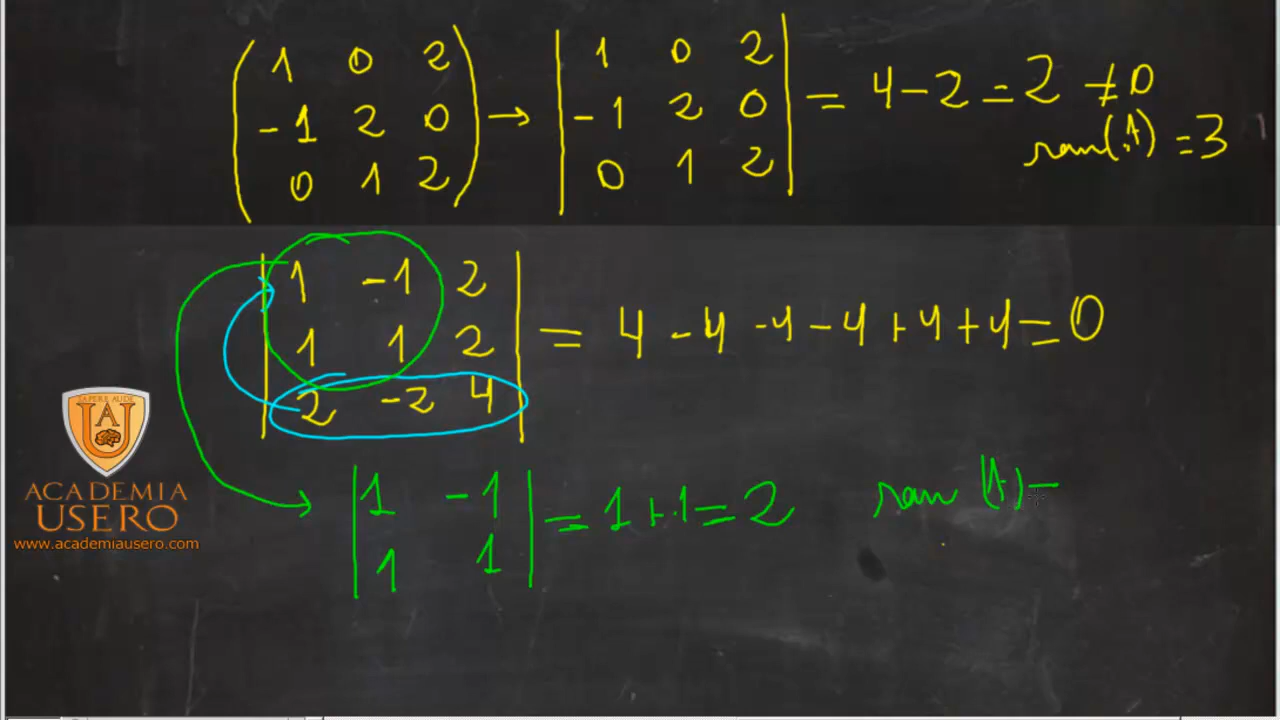 ( 1 0 2 ) → | 1 0 2 | = 4 - 2 = 2 ≠ 0
( -1 2 0 ) | -1 2 0 | ran(A) = 3
( 0 1 2 ) | 0 1 2 |
| 1 -1 2 |
| 1 1 2 | = 4 - 4 - 4 - 4 + 4 + 4 = 0
| 2 -2 4 |
| 1 -1 | = 1 + 1 = 2 ran (A) =
| 1 1 |
SAPERE AUDE
UA
ACADEMIA
USERO
www.academiausero.com